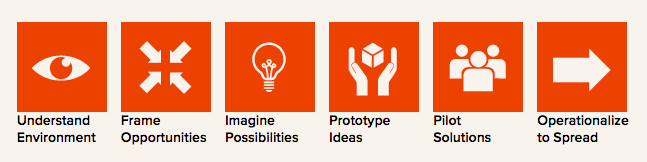 Understand
Environment
Frame
Opportunities
Imagine
Possibilities
Prototype
Ideas
Pilot
Solutions
Operationalize
to Spread